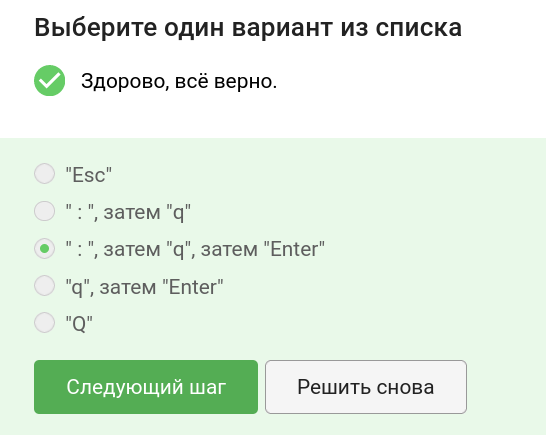 Выберите один вариант из списка
Здорово, всё верно.
"Esc"
" : ", затем "q"
" : ", затем "q", затем "Enter"
"q", затем "Enter"
"Q"
Следующий шаг
Решить снова